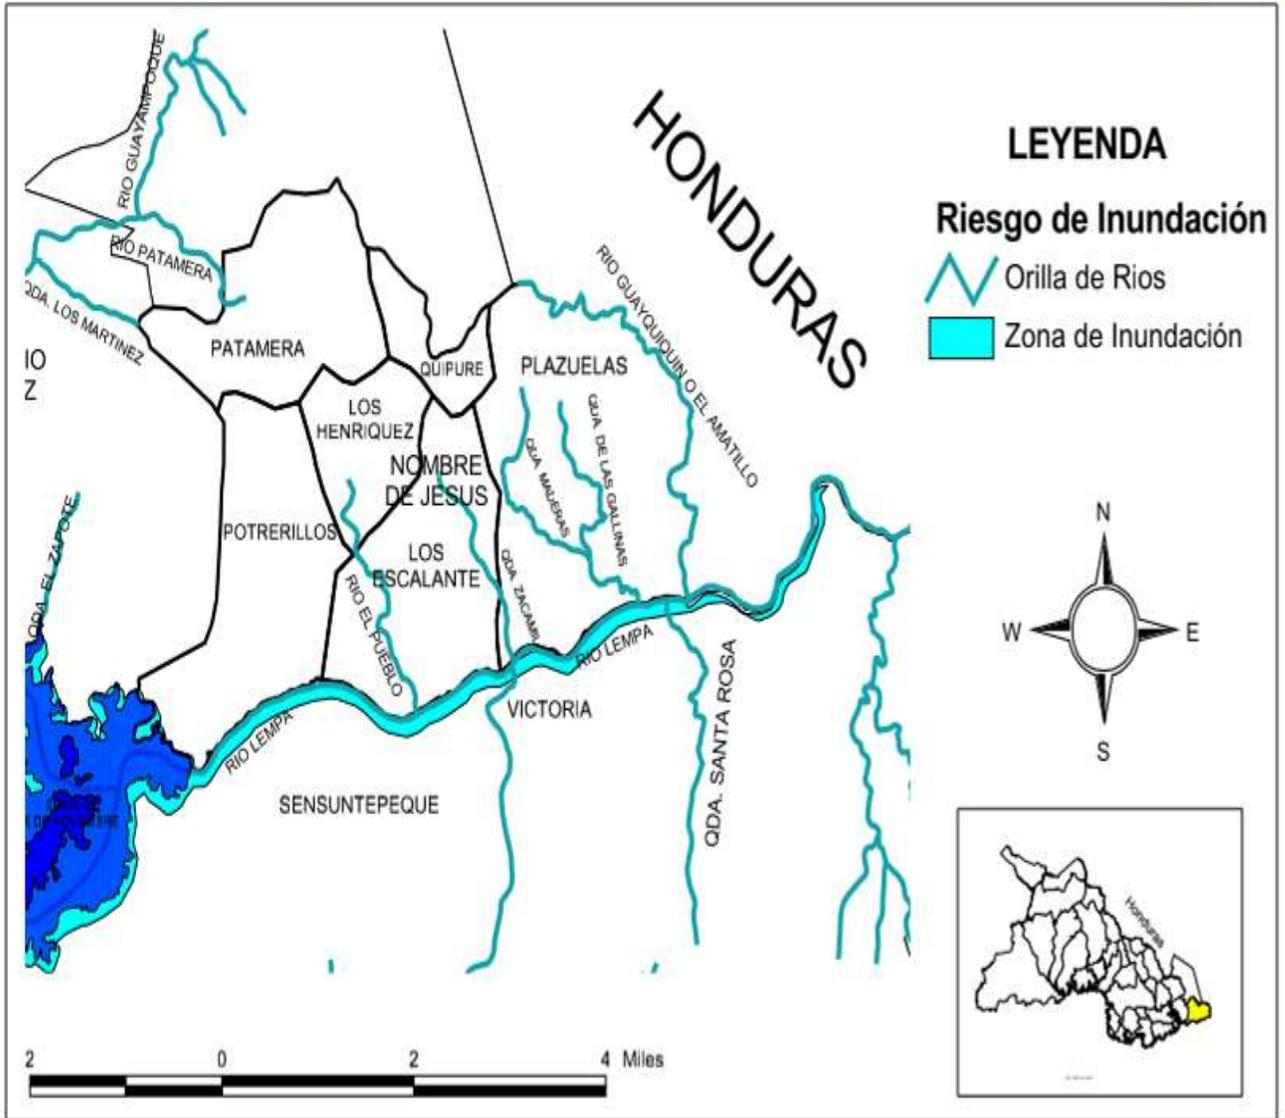 HONDURAS
LEYENDA
Riesgo de Inundación
Orilla de Rios
Zona de Inundación
RIO GUAYAMPOQUE
RIO PATAMERA
QDA. LOS MARTINEZ
IO
Z
PATAMERA
QUIPURE
PLAZUELAS
RIO GUAYQUIQUIN O EL AMATILLO
LOS
HENRIQUEZ
NOMBRE
DE JESUS
QDA. MADERAS
QDA. DE LAS GALLINAS
POTRERILLOS
LOS
ESCALANTE
QDA. EL ZAPOTE
RIO EL PUEBLO
QDA. ZACAMIL
RIO LEMPA
RIO LEMPA
VICTORIA
QDA. SANTA ROSA
SENSUNTEPEQUE
N
W
E
S
Honduras
2 0 2 4 Miles